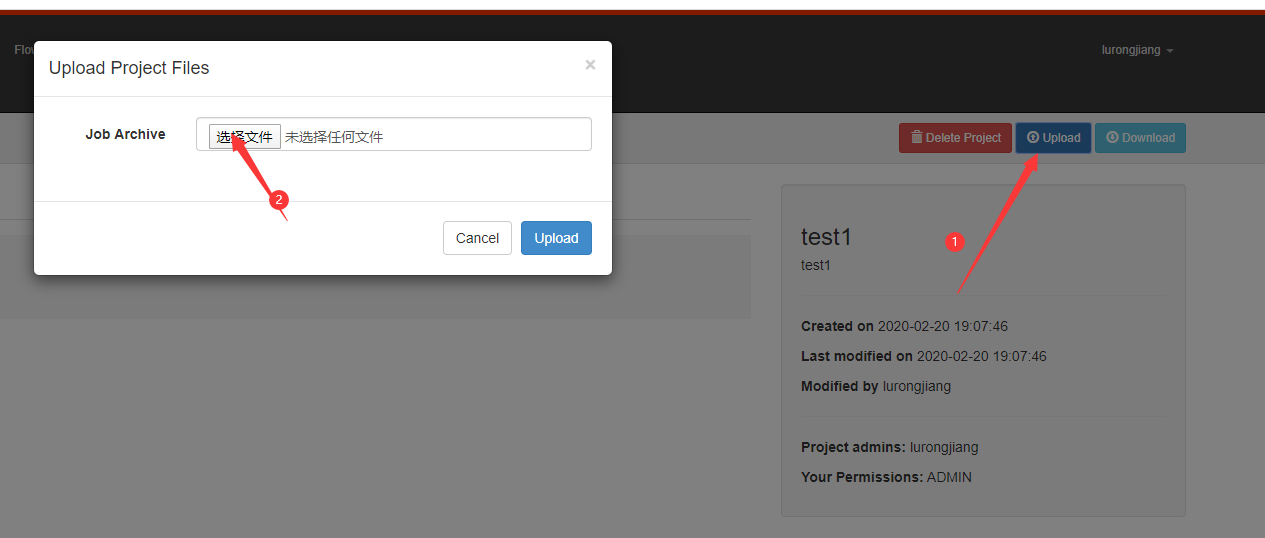 Flo
lurongjiang
Upload Project Files
×
Job Archive 选择文件 未选择任何文件
2
Cancel Upload
Delete Project Upload Download
1
test1
test1
Created on 2020-02-20 19:07:46
Last modified on 2020-02-20 19:07:46
Modified by lurongjiang
Project admins: lurongjiang
Your Permissions: ADMIN